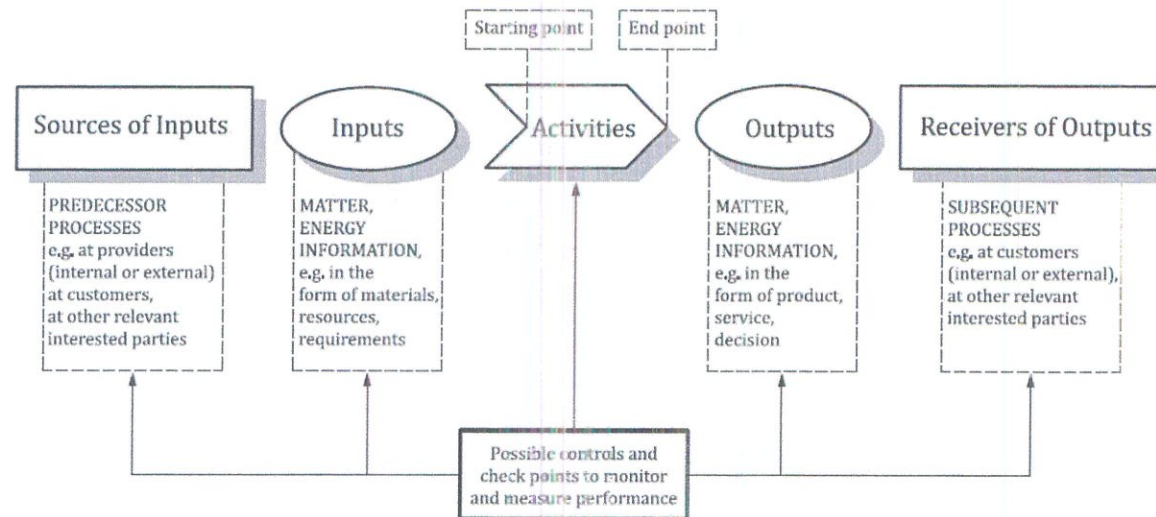 Starting point
End point
Sources of Inputs
Inputs
Activities
Outputs
Receivers of Outputs
PREDECESSOR
PROCESSES
e.g. at providers
(internal or external)
at customers,
at other relevant
interested parties
MATTER,
ENERGY
INFORMATION,
e.g. in the
form of materials,
resources,
requirements
MATTER,
ENERGY
INFORMATION,
e.g. in the
form of product,
service,
decision
SUBSEQUENT
PROCESSES
e.g. at customers
(internal or external),
at other relevant
interested parties
Possible controls and
check points to monitor
and measure performance